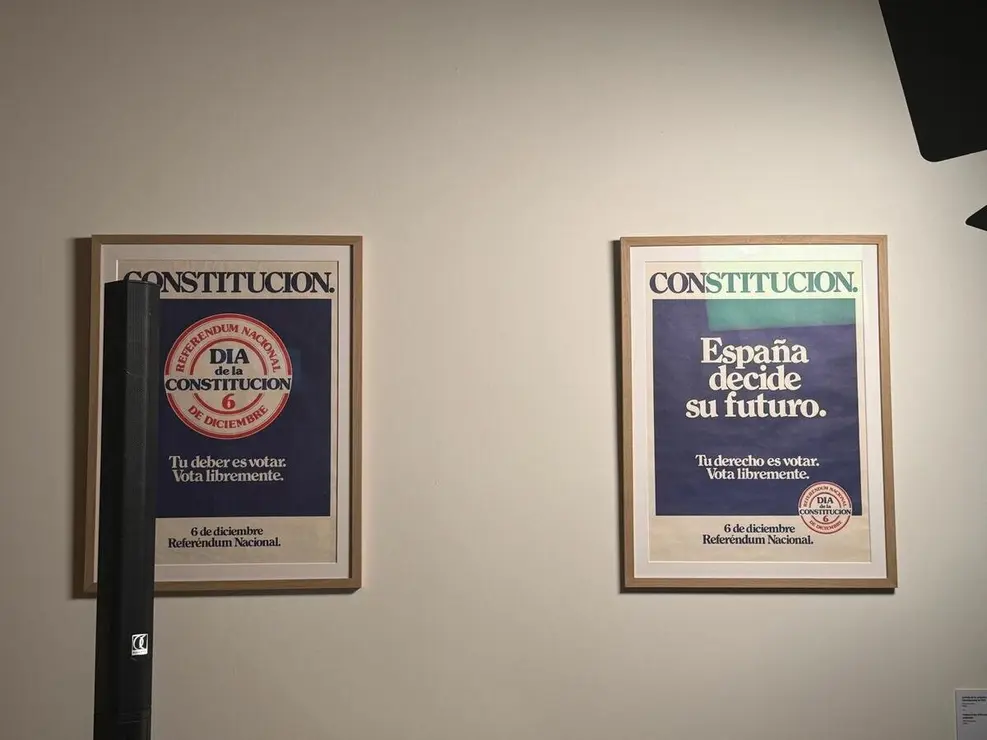 CONSTITUCION.
REFERENDUM NACIONAL
DIA
de la
CONSTITUCION
6
DE DICIEMBRE
Tu deber es votar.
Vota libremente.
6 de diciembre
Referéndum Nacional.
CONSTITUCION.
España
decide
su futuro.
Tu derecho es votar.
Vota libremente.
REFERENDUM NACIONAL
DIA
de la
CONSTITUCION
6
DE DICIEMBRE
6 de diciembre
Referéndum Nacional.